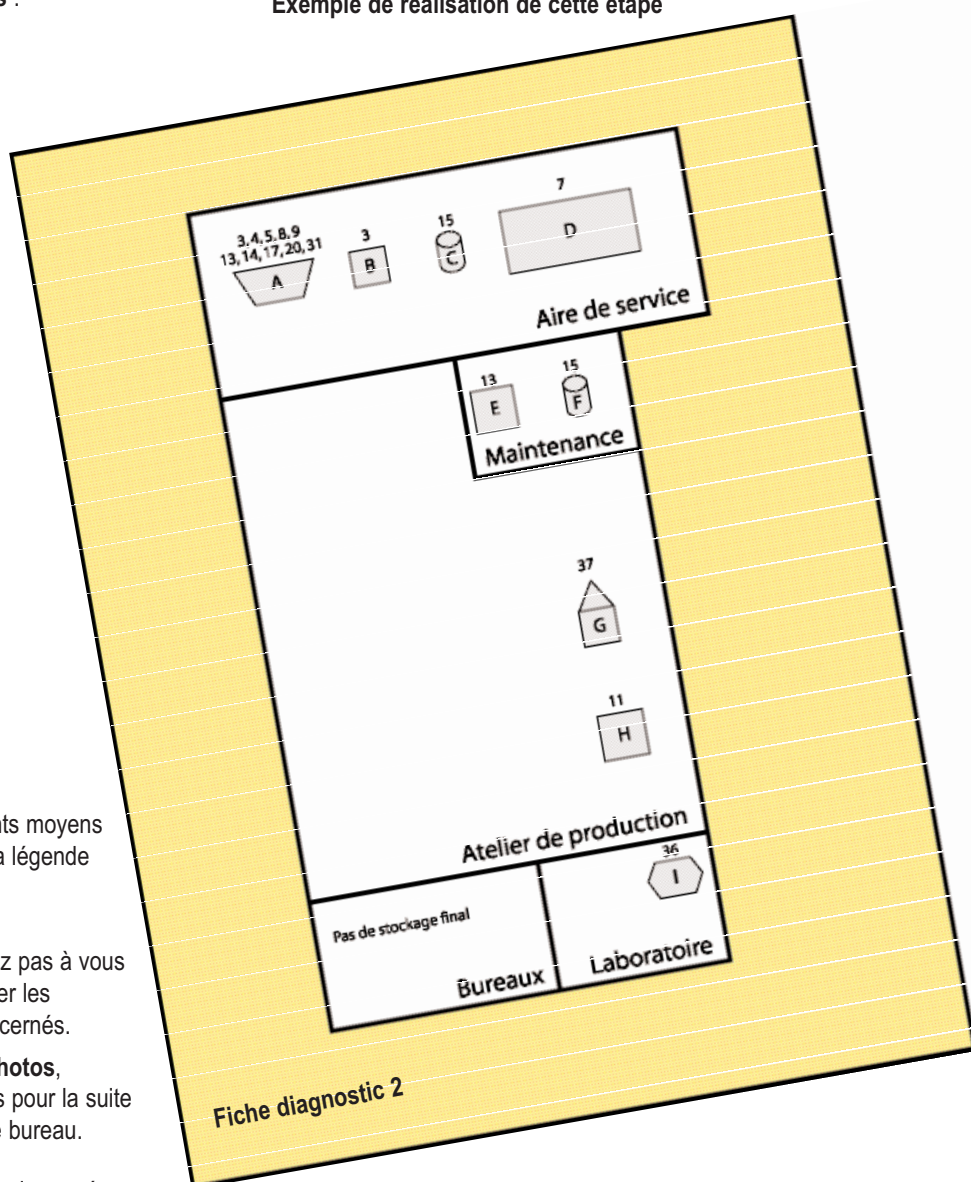 s :
Exemple de réalisation de cette étape
7
15
3
3,4,5,8,9
13,14,17,20,31
A
B
C
D
Aire de service
13
15
E
F
Maintenance
37
G
11
H
Atelier de production
36
I
Pas de stockage final
Bureaux
Laboratoire
Fiche diagnostic 2
nts moyens
a légende
z pas à vous
er les
cernés.
hotos,
s pour la suite
e bureau.